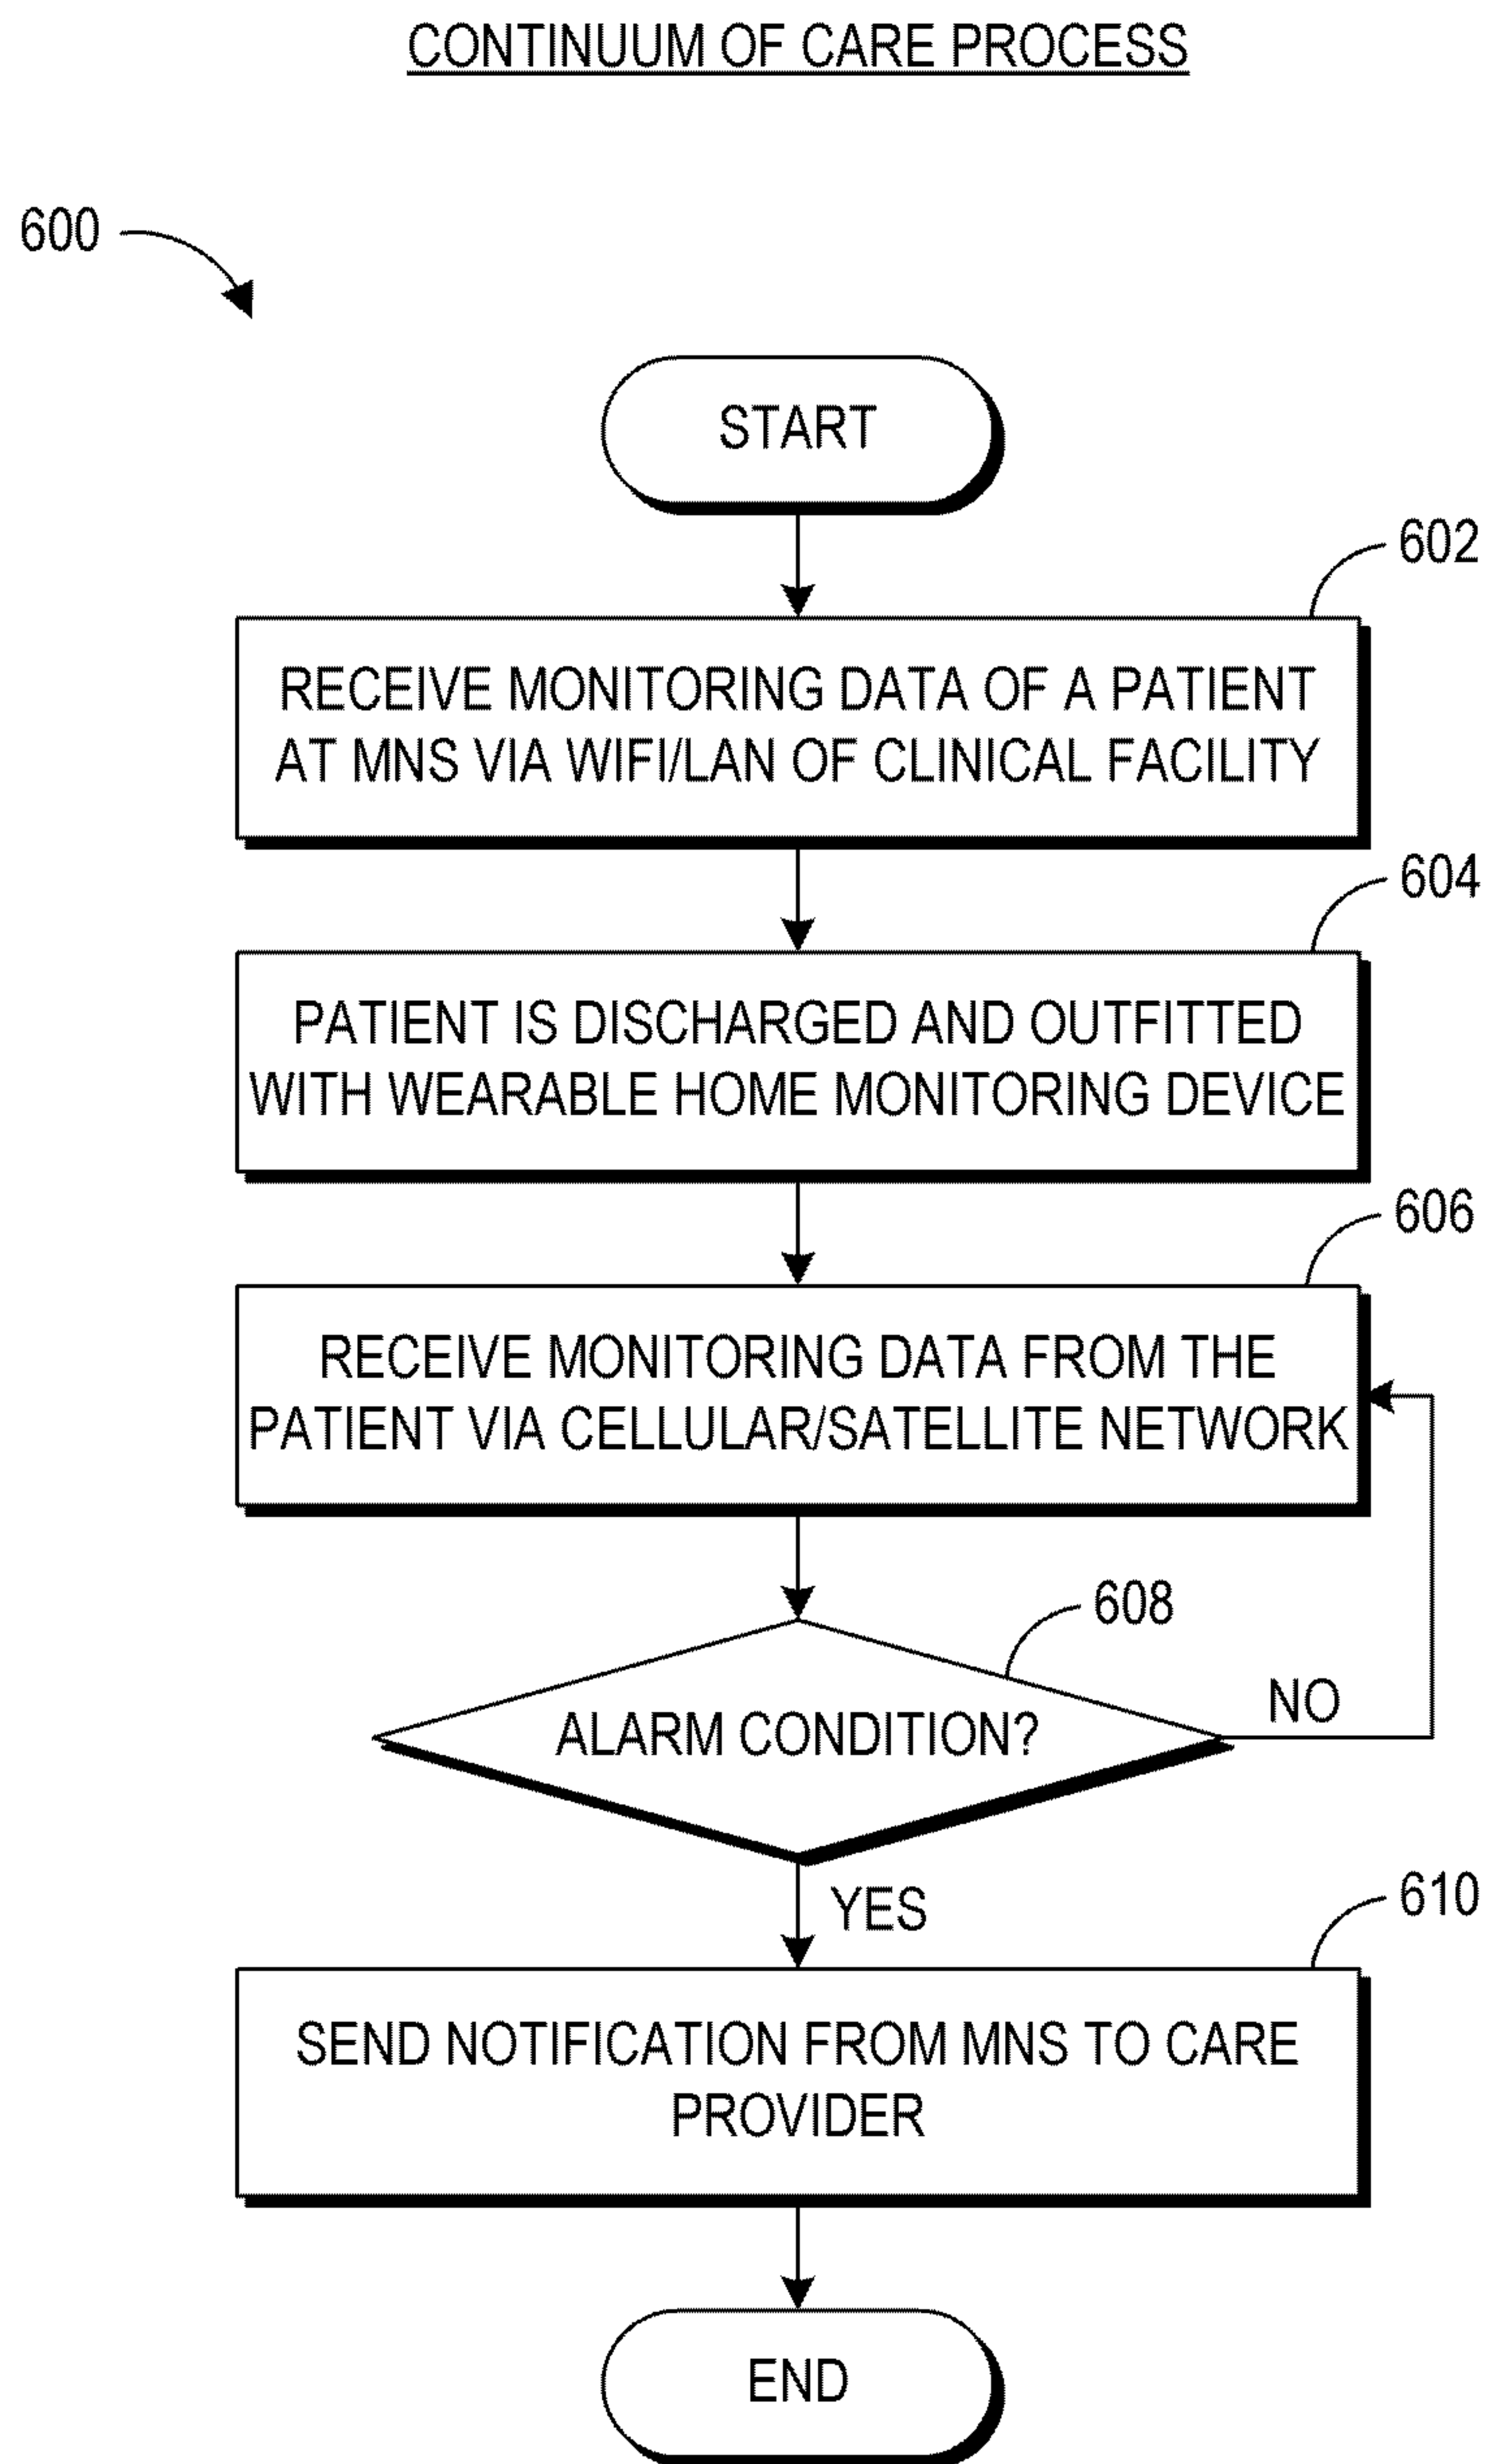 CONTINUUM OF CARE PROCESS
600
START
602
RECEIVE MONITORING DATA OF A PATIENT
AT MNS VIA WIFI/LAN OF CLINICAL FACILITY
604
PATIENT IS DISCHARGED AND OUTFITTED
WITH WEARABLE HOME MONITORING DEVICE
606
RECEIVE MONITORING DATA FROM THE
PATIENT VIA CELLULAR/SATELLITE NETWORK
608
ALARM CONDITION?
NO
YES
610
SEND NOTIFICATION FROM MNS TO CARE
PROVIDER
END